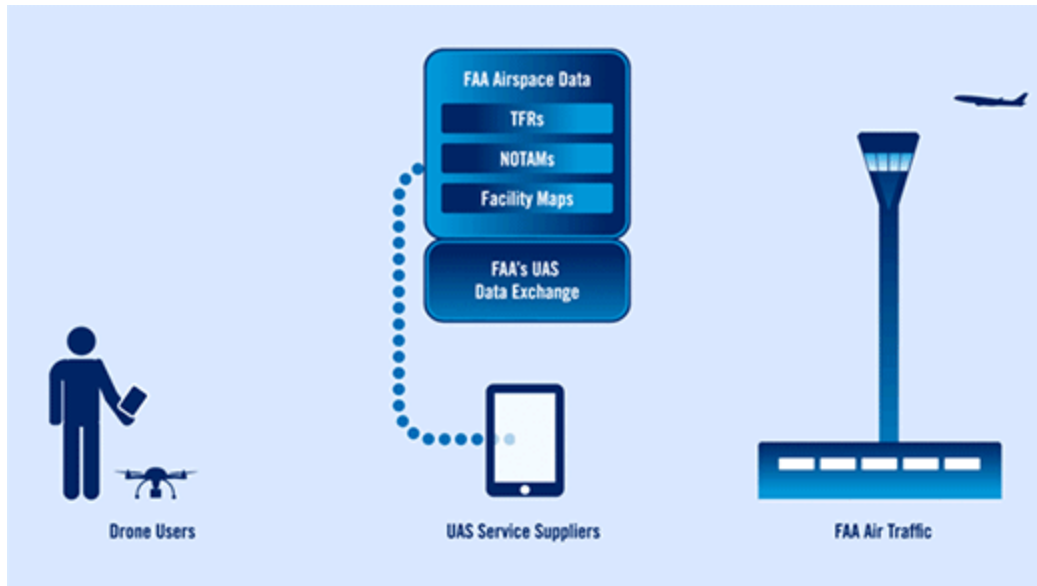 FAA Airspace Data
TFRs
NOTAMs
Facility Maps
FAA's UAS
Data Exchange
Drone Users
UAS Service Suppliers
FAA Air Traffic